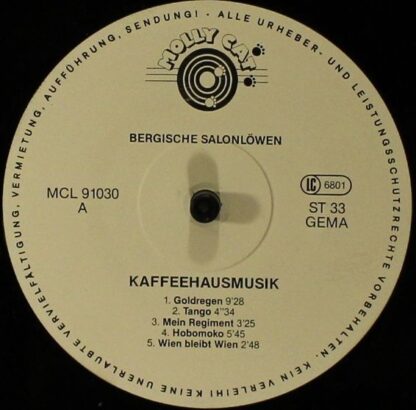 KEINE UNERLAUBTE VERVIELFÄLTIGUNG, VERMIETUNG, AUFFÜHRUNG, SENDUNG! - ALLE URHEBER- UND LEISTUNGSSCHUTZRECHTE VORBEHALTEN. KEIN VERLEIH!
MOLLY CAT
BERGISCHE SALONLÖWEN
MCL 91030
A
LC 6801
ST 33
GEMA
KAFFEEHAUSMUSIK
1. Goldregen 9'28
2. Tango 4"34
3. Mein Regiment 3'25
4. Hobomoko 5'45
5. Wien bleibt Wien 2'48